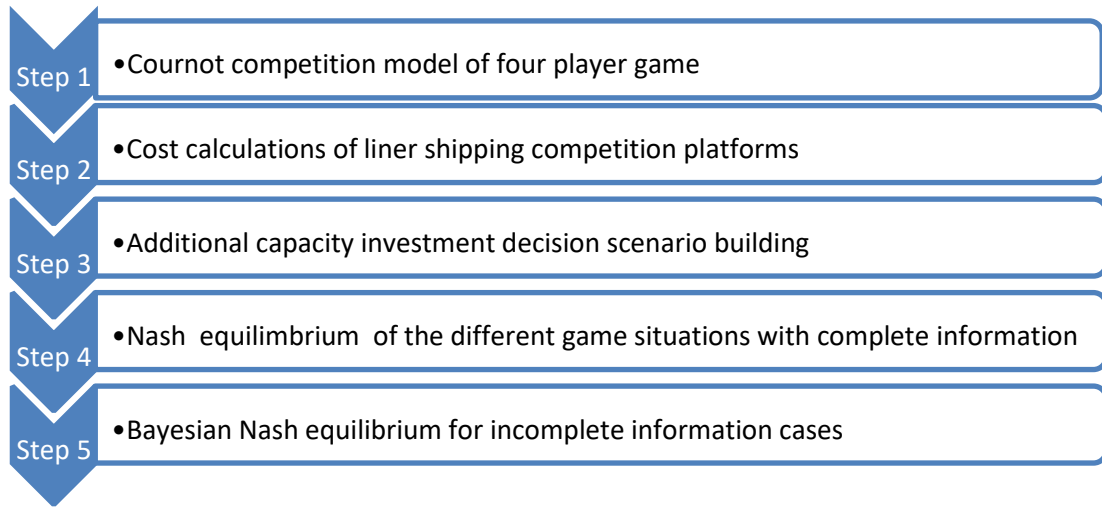 Step 1
•Cournot competition model of four player game
Step 2
•Cost calculations of liner shipping competition platforms
Step 3
•Additional capacity investment decision scenario building
Step 4
•Nash equilimbrium of the different game situations with complete information
Step 5
•Bayesian Nash equilibrium for incomplete information cases